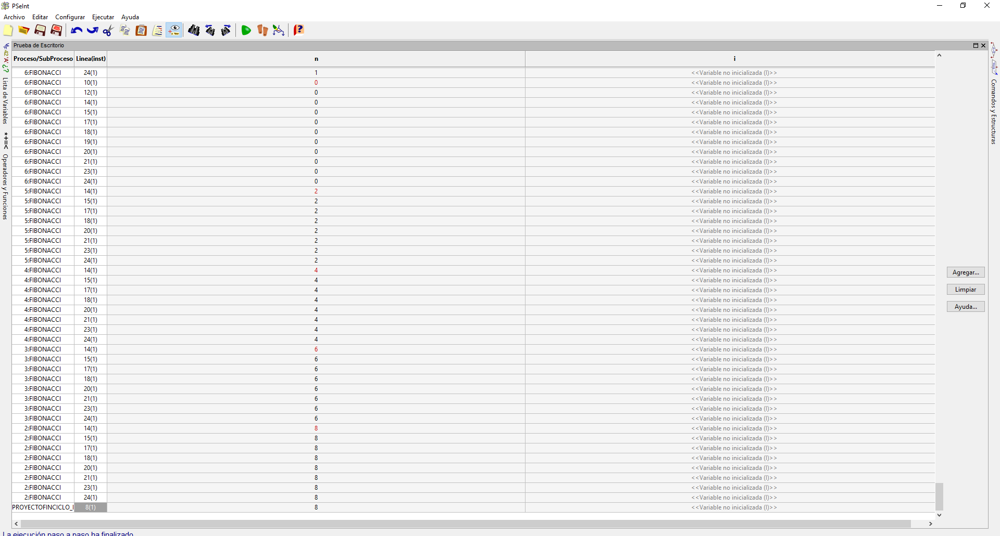 PSeInt
Archivo Editar Configurar Ejecutar Ayuda
Prueba de Escritorio
Proceso/SubProceso Linea(inst) n i
6:FIBONACCI 24(1) 1 <<Variable no inicializada (I)>>
6:FIBONACCI 10(1) 0 <<Variable no inicializada (I)>>
6:FIBONACCI 12(1) 0 <<Variable no inicializada (I)>>
6:FIBONACCI 14(1) 0 <<Variable no inicializada (I)>>
6:FIBONACCI 15(1) 0 <<Variable no inicializada (I)>>
6:FIBONACCI 17(1) 0 <<Variable no inicializada (I)>>
6:FIBONACCI 18(1) 0 <<Variable no inicializada (I)>>
6:FIBONACCI 19(1) 0 <<Variable no inicializada (I)>>
6:FIBONACCI 20(1) 0 <<Variable no inicializada (I)>>
6:FIBONACCI 21(1) 0 <<Variable no inicializada (I)>>
6:FIBONACCI 23(1) 0 <<Variable no inicializada (I)>>
6:FIBONACCI 24(1) 0 <<Variable no inicializada (I)>>
5:FIBONACCI 14(1) 2 <<Variable no inicializada (I)>>
5:FIBONACCI 15(1) 2 <<Variable no inicializada (I)>>
5:FIBONACCI 17(1) 2 <<Variable no inicializada (I)>>
5:FIBONACCI 18(1) 2 <<Variable no inicializada (I)>>
5:FIBONACCI 20(1) 2 <<Variable no inicializada (I)>>
5:FIBONACCI 21(1) 2 <<Variable no inicializada (I)>>
5:FIBONACCI 23(1) 2 <<Variable no inicializada (I)>>
5:FIBONACCI 24(1) 2 <<Variable no inicializada (I)>>
4:FIBONACCI 14(1) 4 <<Variable no inicializada (I)>>
4:FIBONACCI 15(1) 4 <<Variable no inicializada (I)>>
4:FIBONACCI 17(1) 4 <<Variable no inicializada (I)>>
4:FIBONACCI 18(1) 4 <<Variable no inicializada (I)>>
4:FIBONACCI 20(1) 4 <<Variable no inicializada (I)>>
4:FIBONACCI 21(1) 4 <<Variable no inicializada (I)>>
4:FIBONACCI 23(1) 4 <<Variable no inicializada (I)>>
4:FIBONACCI 24(1) 4 <<Variable no inicializada (I)>>
3:FIBONACCI 14(1) 6 <<Variable no inicializada (I)>>
3:FIBONACCI 15(1) 6 <<Variable no inicializada (I)>>
3:FIBONACCI 17(1) 6 <<Variable no inicializada (I)>>
3:FIBONACCI 18(1) 6 <<Variable no inicializada (I)>>
3:FIBONACCI 20(1) 6 <<Variable no inicializada (I)>>
3:FIBONACCI 21(1) 6 <<Variable no inicializada (I)>>
3:FIBONACCI 23(1) 6 <<Variable no inicializada (I)>>
3:FIBONACCI 24(1) 6 <<Variable no inicializada (I)>>
2:FIBONACCI 14(1) 8 <<Variable no inicializada (I)>>
2:FIBONACCI 15(1) 8 <<Variable no inicializada (I)>>
2:FIBONACCI 17(1) 8 <<Variable no inicializada (I)>>
2:FIBONACCI 18(1) 8 <<Variable no inicializada (I)>>
2:FIBONACCI 20(1) 8 <<Variable no inicializada (I)>>
2:FIBONACCI 21(1) 8 <<Variable no inicializada (I)>>
2:FIBONACCI 23(1) 8 <<Variable no inicializada (I)>>
2:FIBONACCI 24(1) 8 <<Variable no inicializada (I)>>
PROYECTOFINCICLO_ 8(1) 8 <<Variable no inicializada (I)>>
Agregar...
Limpiar
Ayuda...
42 'A' ¿? Lista de Variables
*+=< Operadores y Funciones
Comandos y Estructuras
La ejecución paso a paso ha finalizado